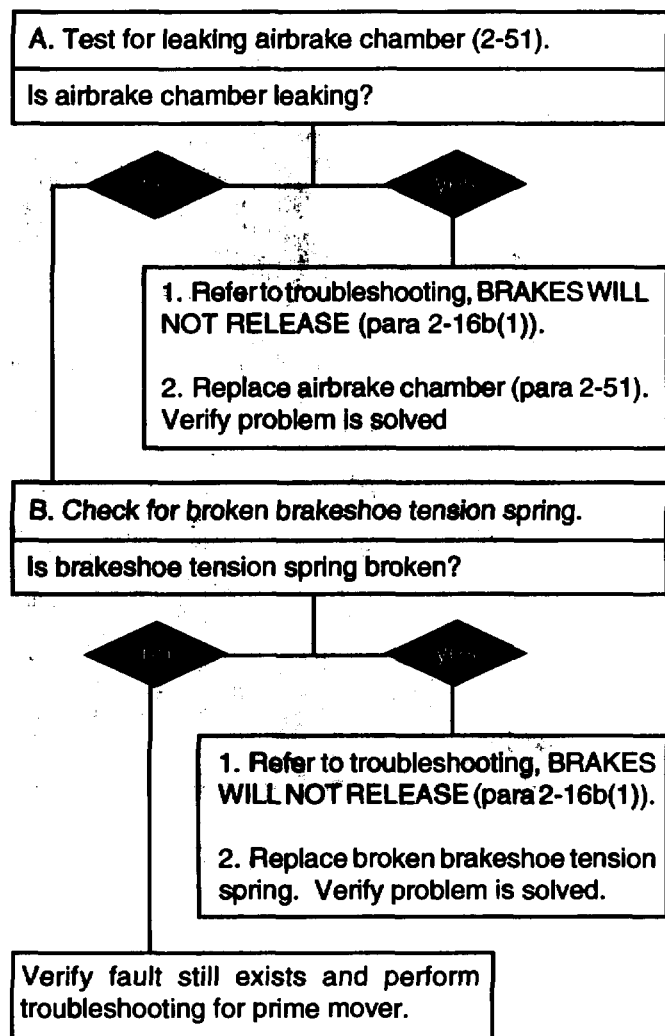 A. Test for leaking airbrake chamber (2-51).
Is airbrake chamber leaking?
yes
1. Refer to troubleshooting, BRAKES WILL
NOT RELEASE (para 2-16b(1)).
2. Replace airbrake chamber (para 2-51).
Verify problem is solved
B. Check for broken brakeshoe tension spring.
Is brakeshoe tension spring broken?
no
yes
1. Refer to troubleshooting, BRAKES
WILL NOT RELEASE (para 2-16b(1)).
2. Replace broken brakeshoe tension
spring. Verify problem is solved.
Verify fault still exists and perform
troubleshooting for prime mover.